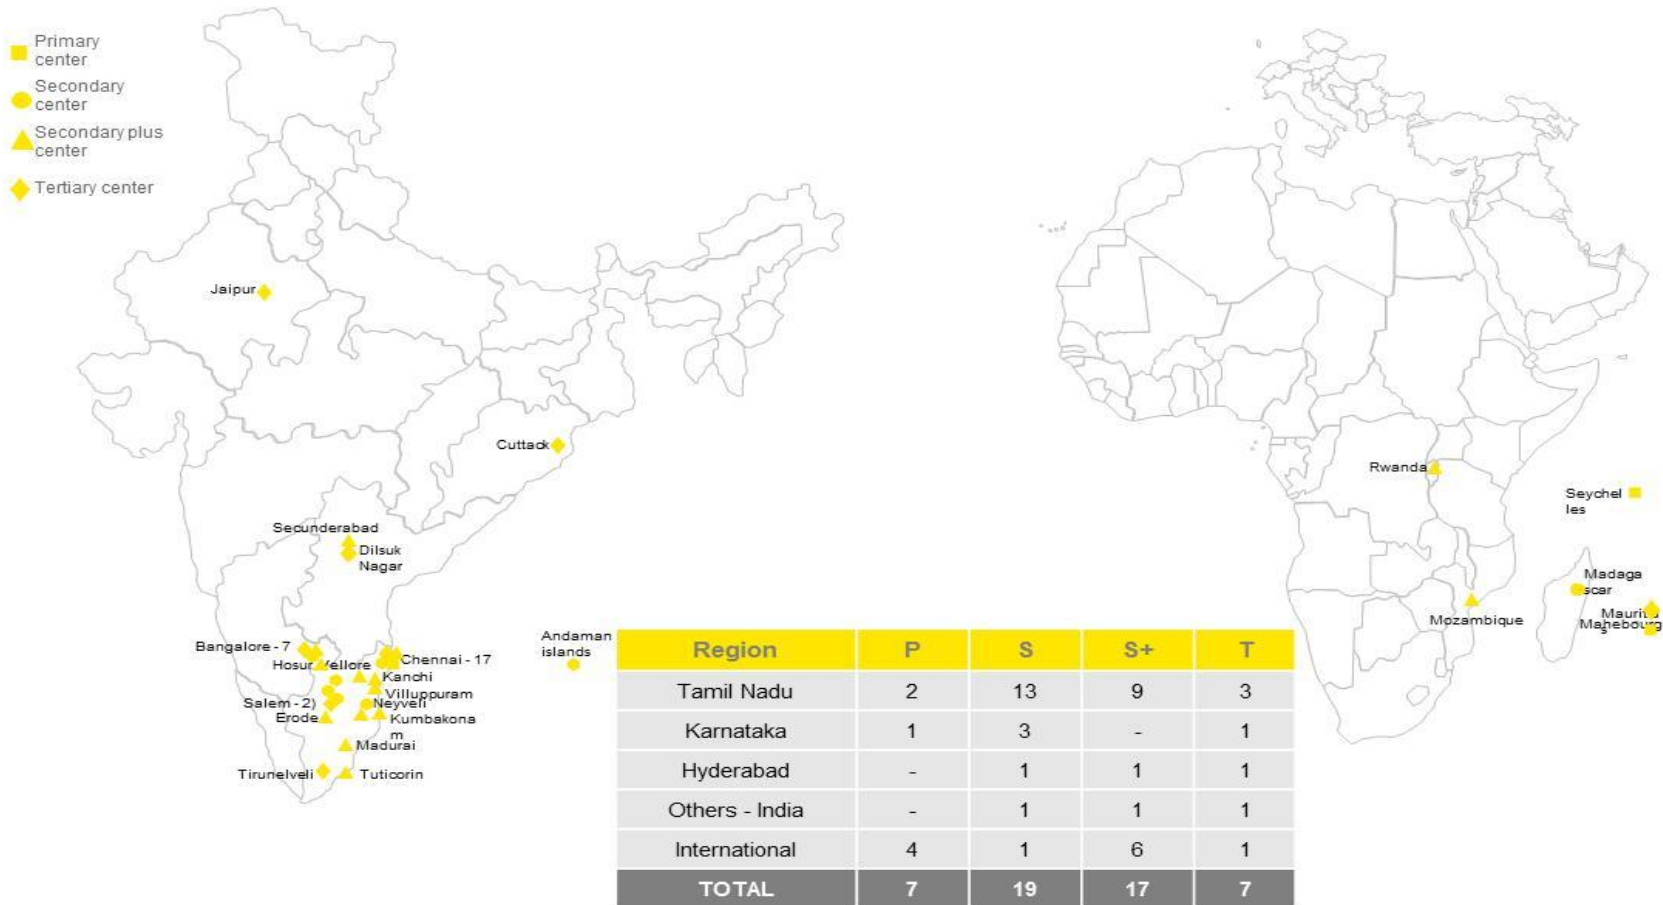 Primary
center
Secondary
center
Secondary plus
center
Tertiary center
Jaipur
Cuttack
Secunderabad
Dilsuk
Nagar
Bangalore - 7
Hosur Vellore
Chennai - 17
Kanchi
Villuppuram
Salem - 2)
Neyveli
Erode
Kumbakona
m
Madurai
Tirunelveli
Tuticorin
Andaman
islands
Rwanda
Seychel
les
Madaga
scar
Mozambique
Mauritiu
s
Mahebourg
Region P S S+ T
Tamil Nadu 2 13 9 3
Karnataka 1 3 - 1
Hyderabad - 1 1 1
Others - India - 1 1 1
International 4 1 6 1
TOTAL 7 19 17 7